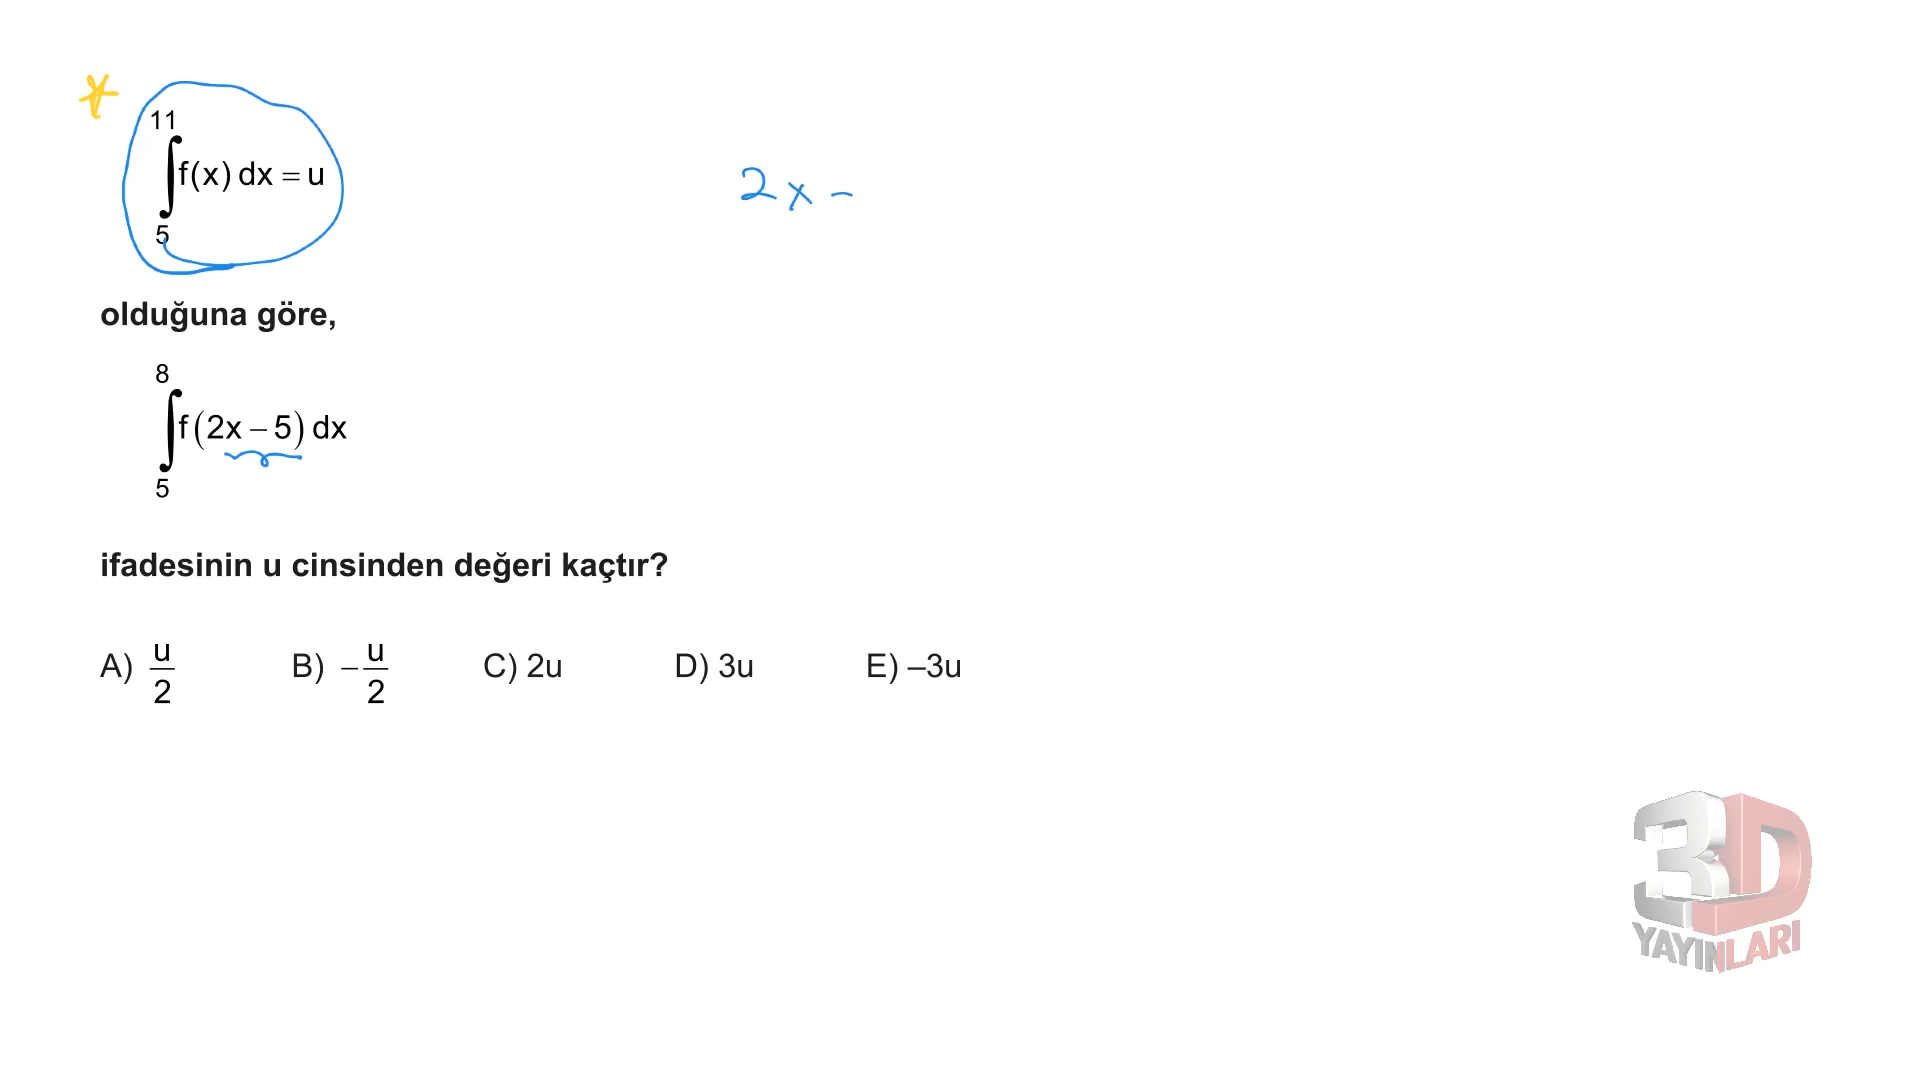 11
∫f(x) dx = u
5
2x -
olduğuna göre,
8
∫f(2x – 5) dx
5
ifadesinin u cinsinden değeri kaçtır?
A) u/2 B) –u/2 C) 2u D) 3u E) –3u
3D
YAYINLARI